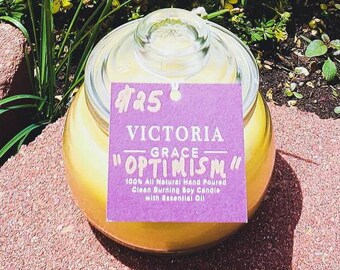 $25
VICTORIA
GRACE
"OPTIMISM"
100% All Natural Hand Poured
Clean Burning Soy Candle
with Essential Oil